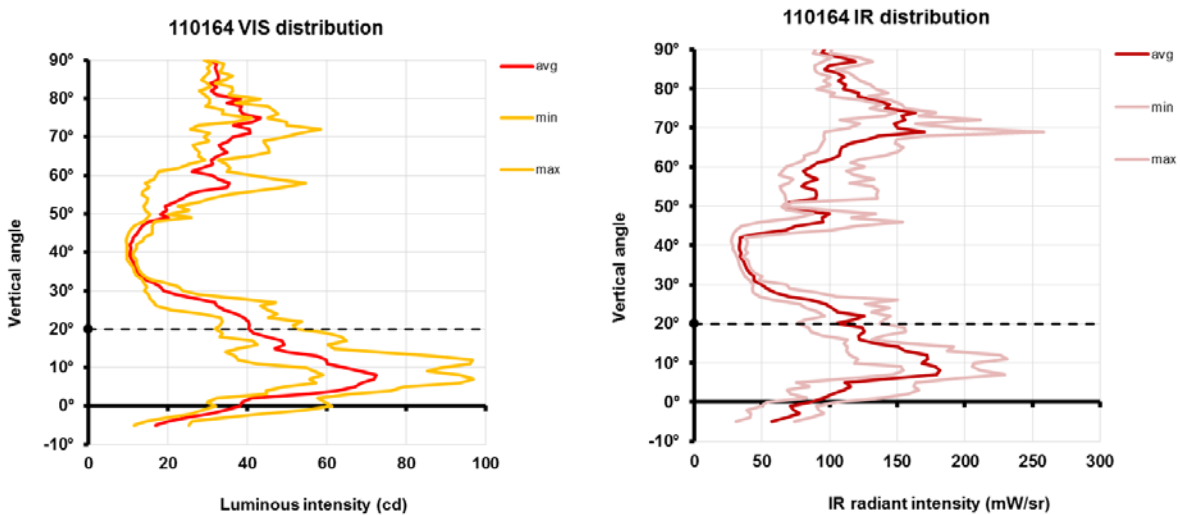 110164 VIS distribution
90°
80°
70°
60°
50°
40°
30°
20°
10°
0°
-10°
Vertical angle
0 20 40 60 80 100
Luminous intensity (cd)
avg
min
max
110164 IR distribution
90°
80°
70°
60°
50°
40°
30°
20°
10°
0°
-10°
Vertical angle
0 50 100 150 200 250 300
IR radiant intensity (mW/sr)
avg
min
max